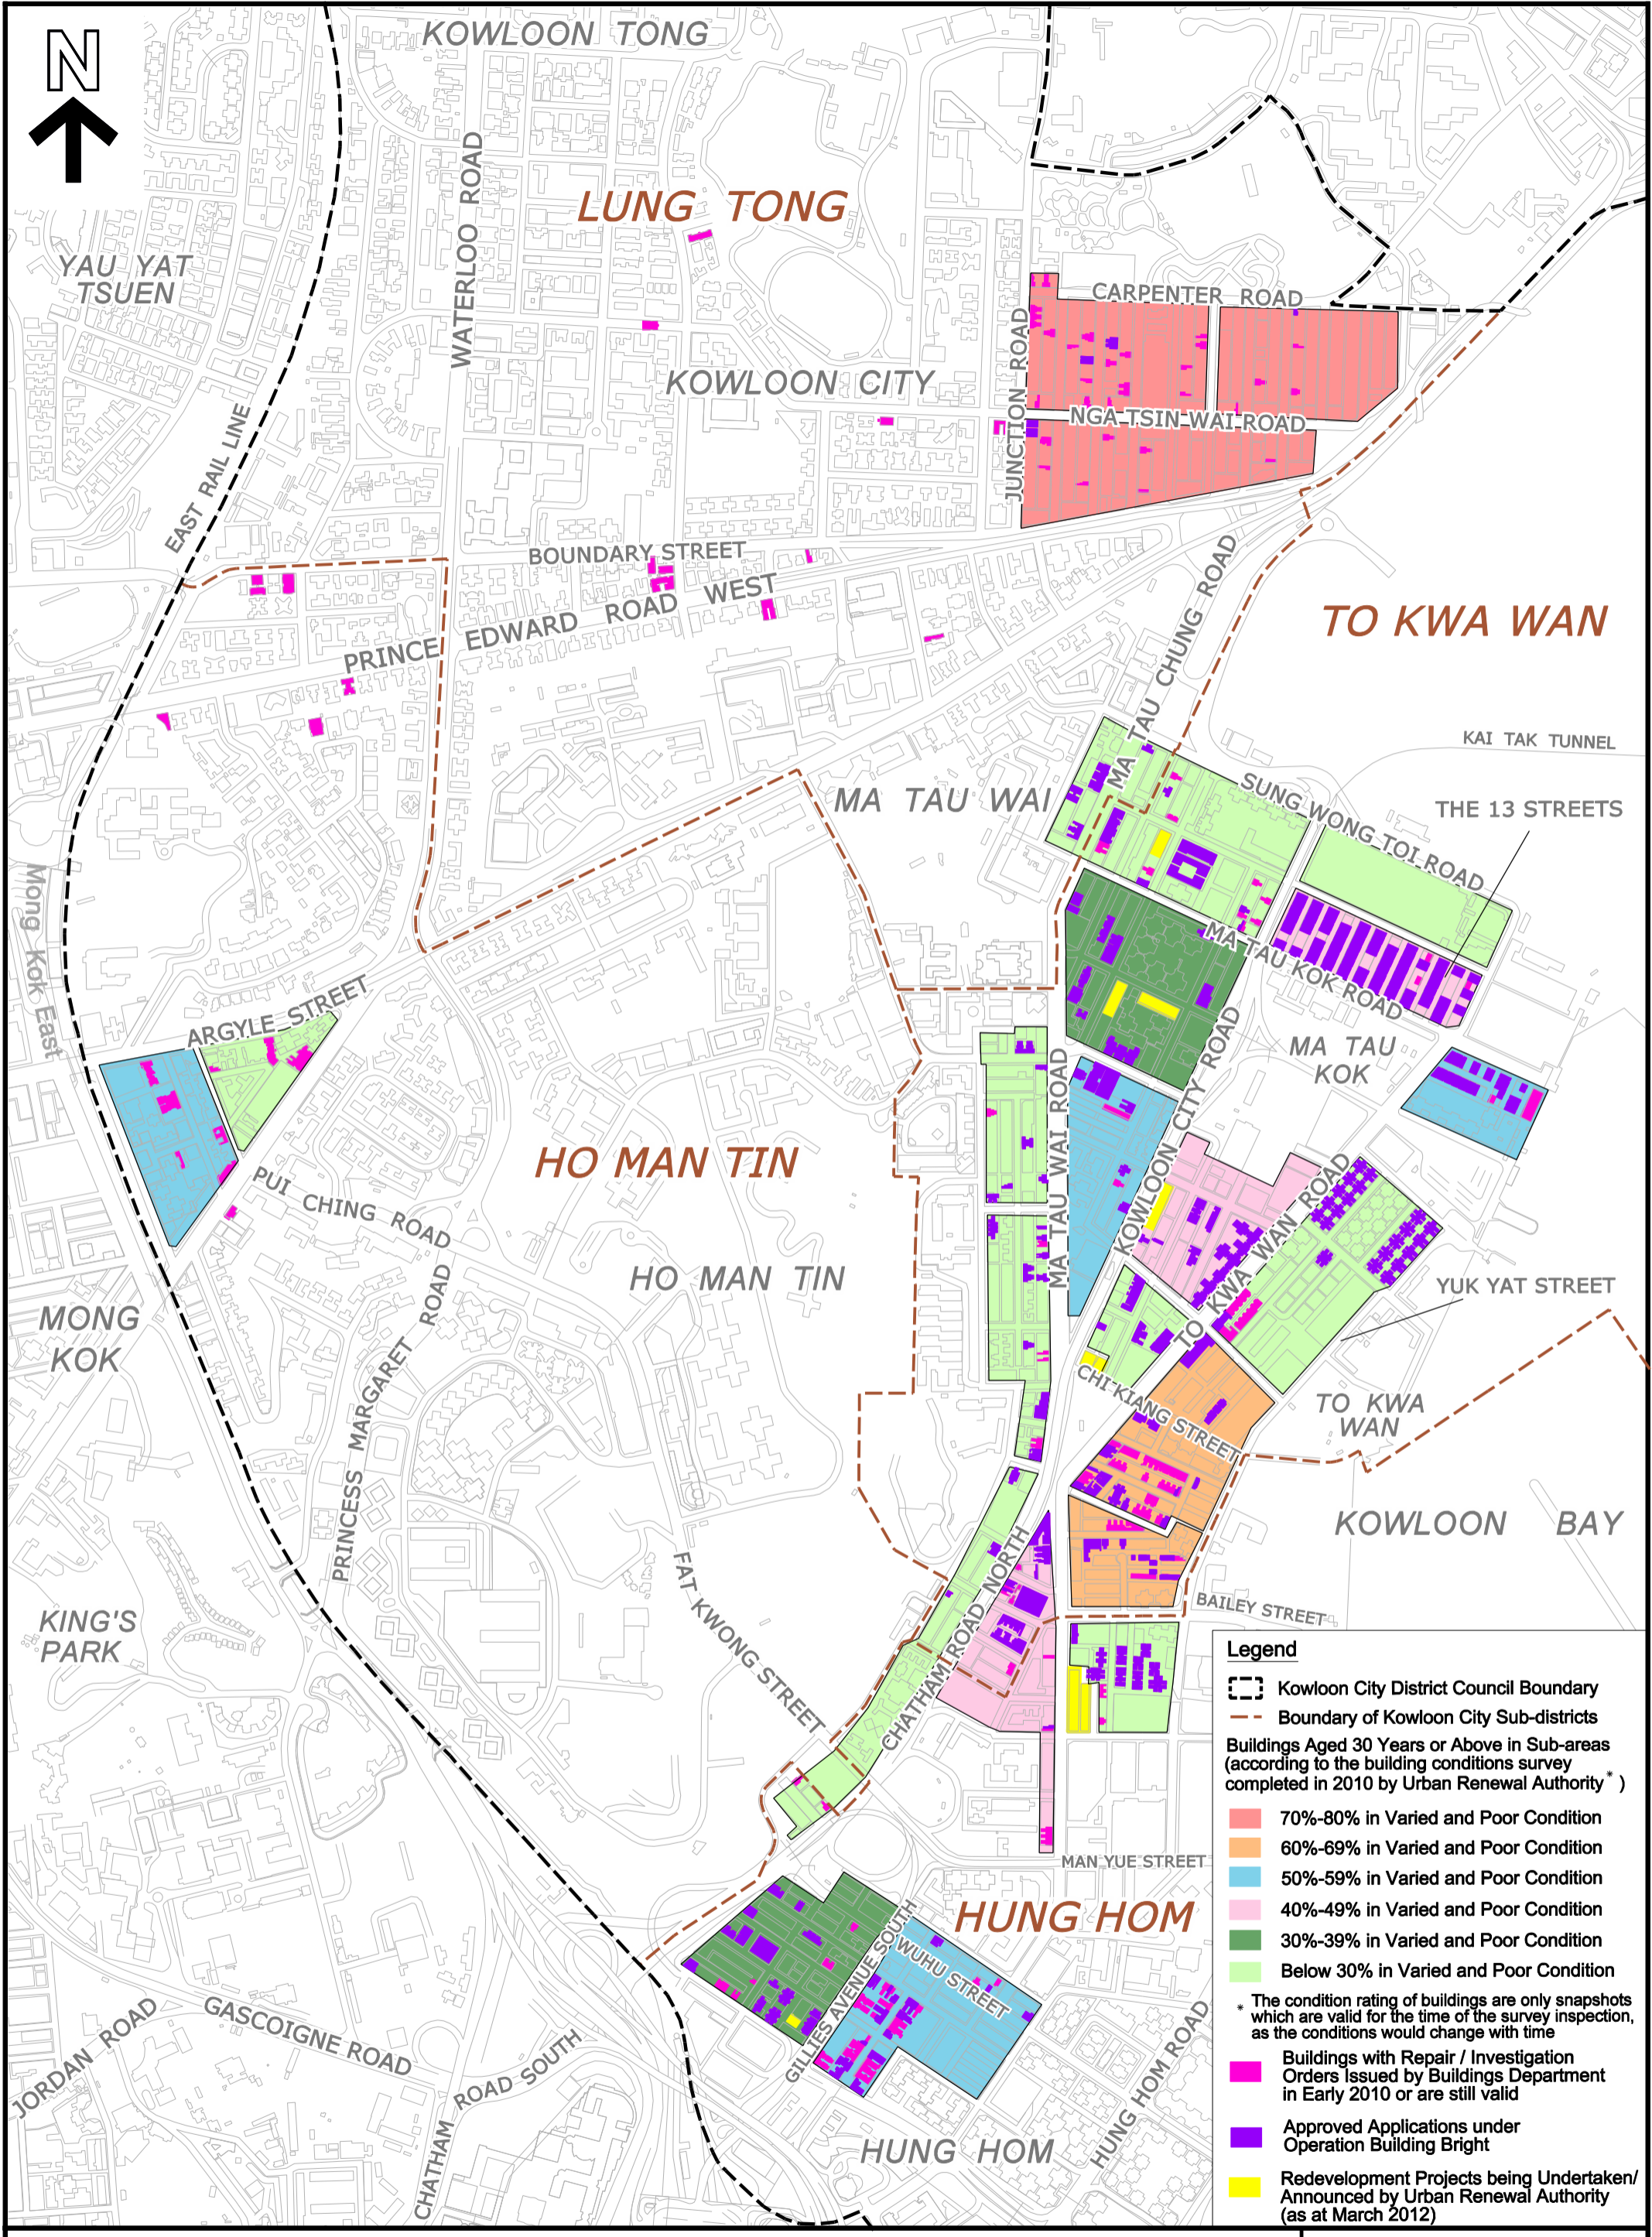 N
KOWLOON TONG
WATERLOO ROAD
LUNG TONG
YAU YAT
TSUEN
CARPENTER ROAD
JUNCTION ROAD
KOWLOON CITY
NGA TSIN WAI ROAD
EAST RAIL LINE
BOUNDARY STREET
PRINCE EDWARD ROAD WEST
MA TAU CHUNG ROAD
TO KWA WAN
KAI TAK TUNNEL
MA TAU WAI
SUNG WONG TOI ROAD
THE 13 STREETS
Mong Kok East
MA TAU KOK ROAD
ARGYLE STREET
MA TAU
KOK
MA TAU WAI ROAD
KOWLOON CITY ROAD
HO MAN TIN
PUI CHING ROAD
TO KWA WAN ROAD
HO MAN TIN
YUK YAT STREET
MONG
KOK
PRINCESS MARGARET ROAD
CHI KIANG STREET
TO KWA
WAN
KOWLOON BAY
FAT KWONG STREET
CHATHAM ROAD NORTH
KING'S
PARK
BAILEY STREET
MAN YUE STREET
HUNG HOM
WUHU STREET
GILLIES AVENUE SOUTH
JORDAN ROAD
GASCOIGNE ROAD
CHATHAM ROAD SOUTH
HUNG HOM ROAD
HUNG HOM
Legend
Kowloon City District Council Boundary
Boundary of Kowloon City Sub-districts
Buildings Aged 30 Years or Above in Sub-areas
(according to the building conditions survey
completed in 2010 by Urban Renewal Authority * )
70%-80% in Varied and Poor Condition
60%-69% in Varied and Poor Condition
50%-59% in Varied and Poor Condition
40%-49% in Varied and Poor Condition
30%-39% in Varied and Poor Condition
Below 30% in Varied and Poor Condition
* The condition rating of buildings are only snapshots
which are valid for the time of the survey inspection,
as the conditions would change with time
Buildings with Repair / Investigation
Orders Issued by Buildings Department
in Early 2010 or are still valid
Approved Applications under
Operation Building Bright
Redevelopment Projects being Undertaken/
Announced by Urban Renewal Authority
(as at March 2012)